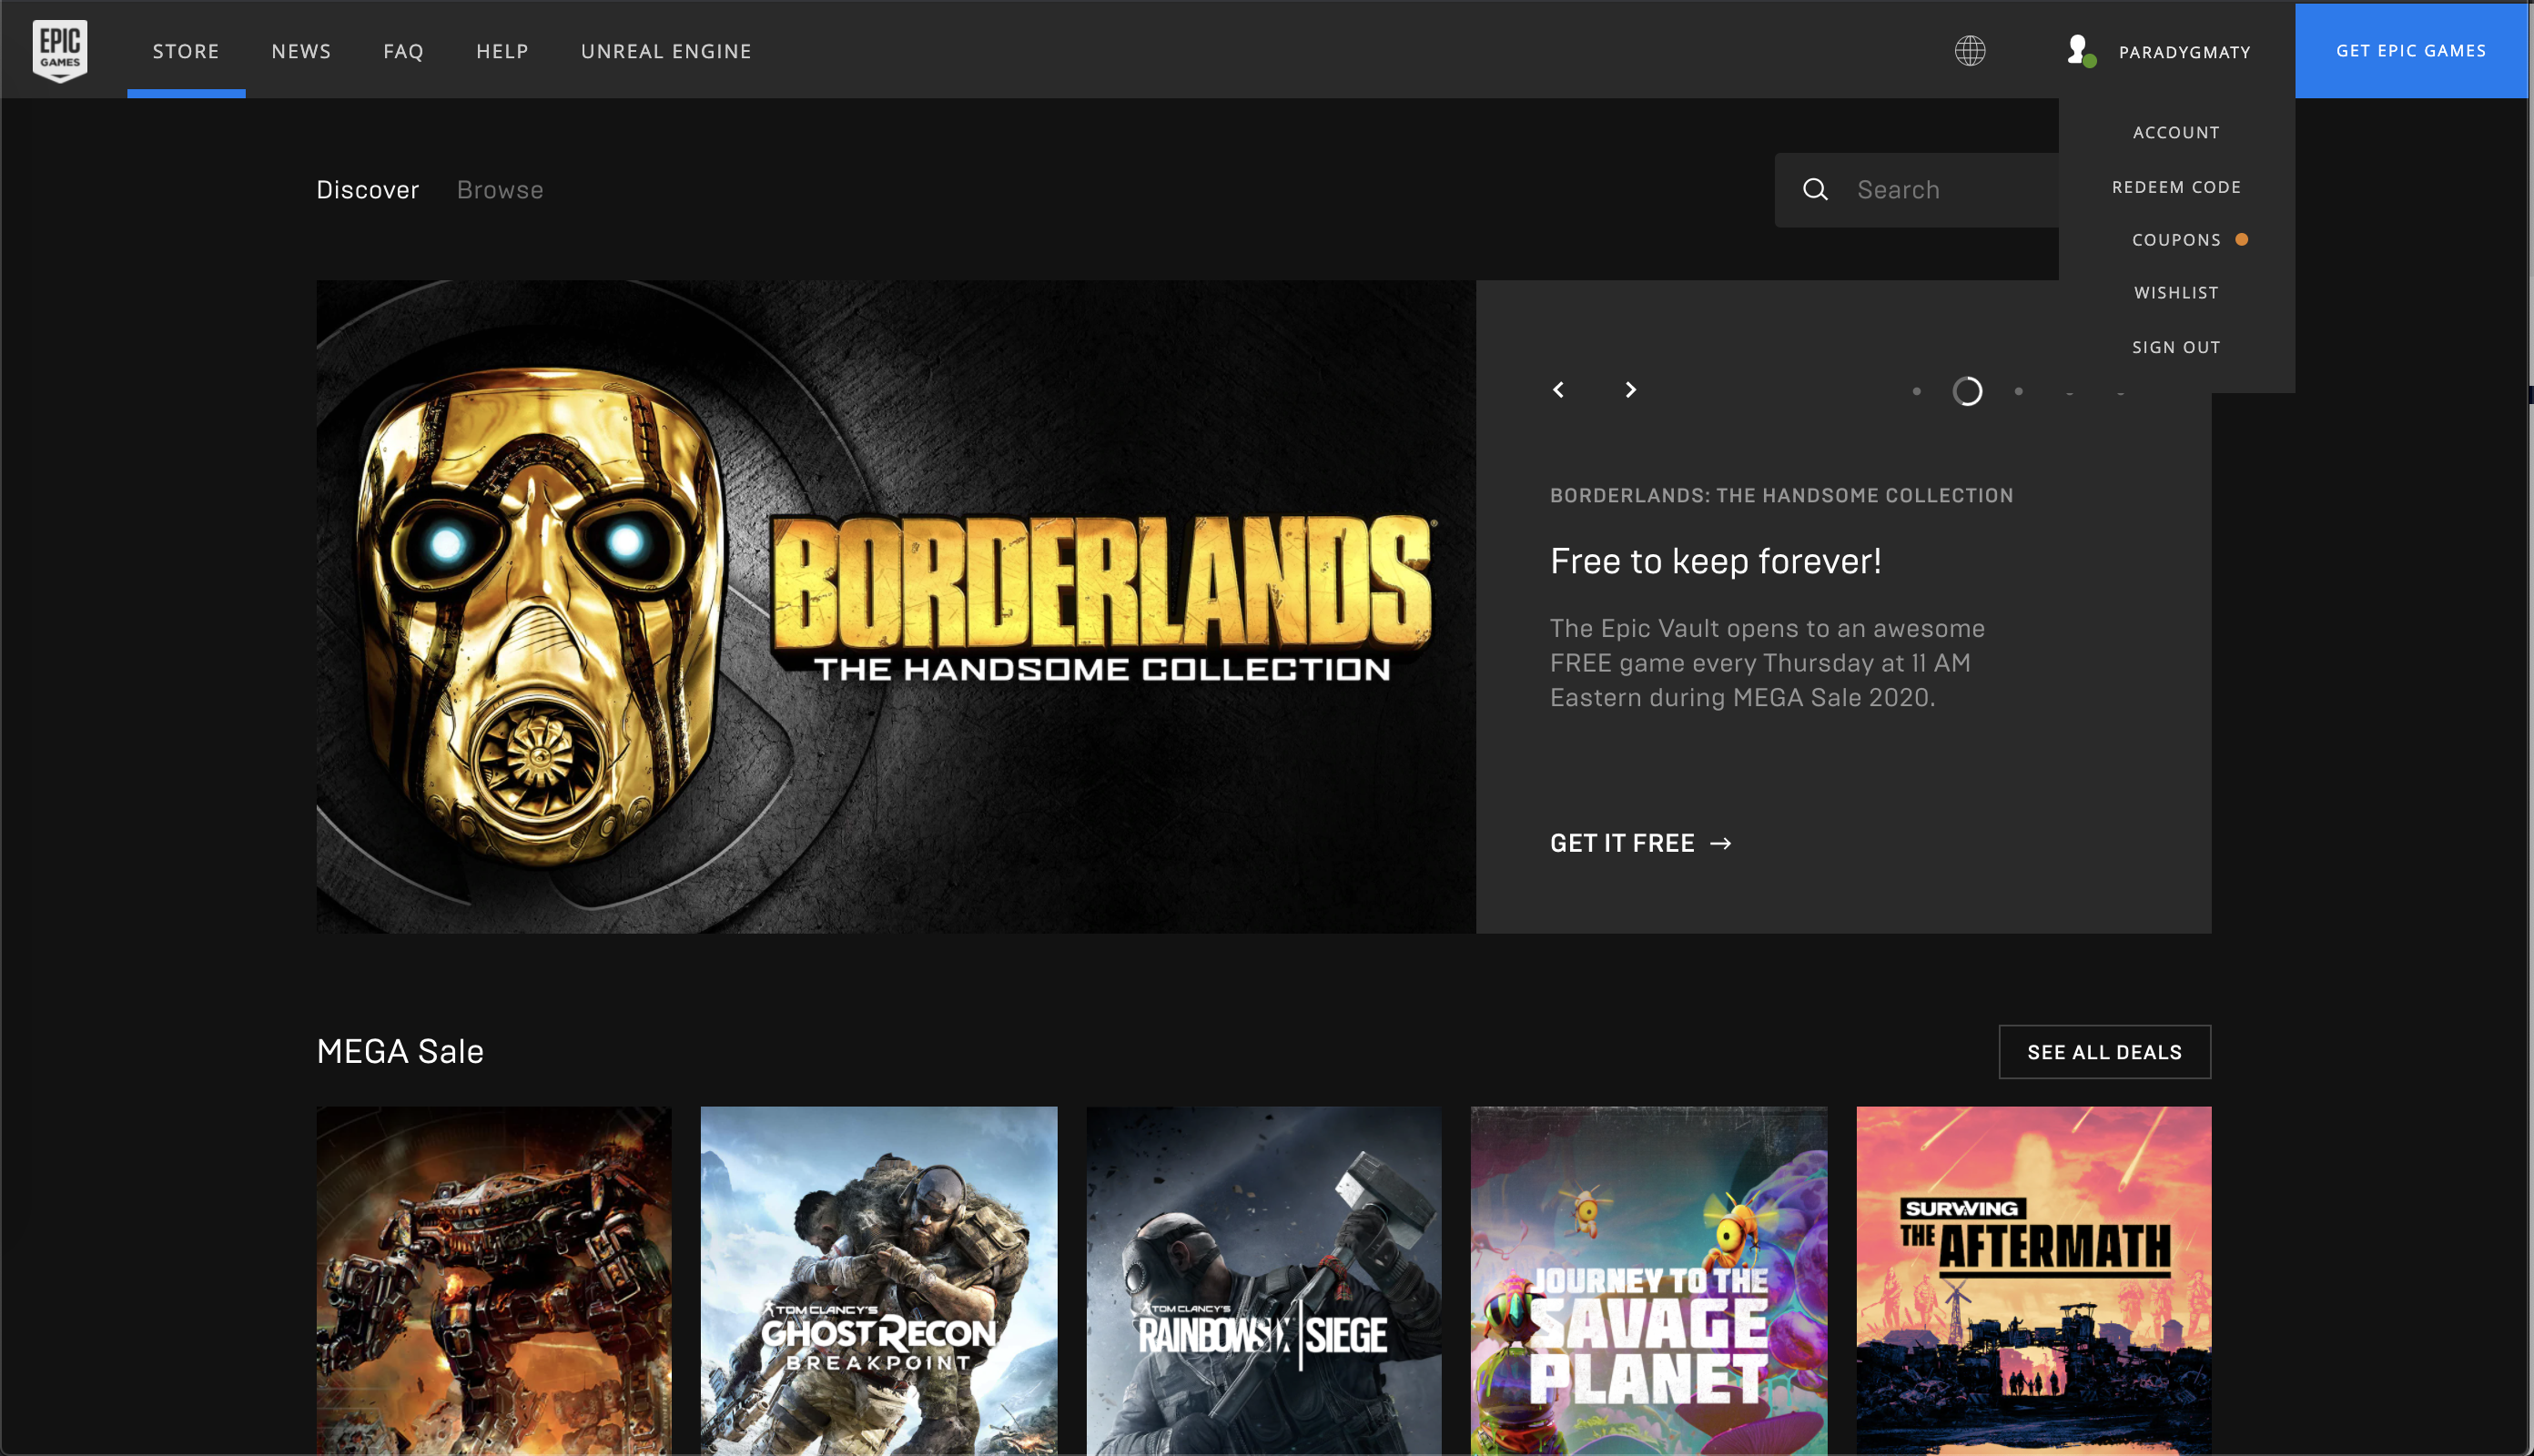 EPIC
GAMES
STORE
NEWS
FAQ
HELP
UNREAL ENGINE
PARADYGMATY
GET EPIC GAMES
ACCOUNT
REDEEM CODE
COUPONS
WISHLIST
SIGN OUT
Discover
Browse
Search
BORDERLANDS
THE HANDSOME COLLECTION
BORDERLANDS: THE HANDSOME COLLECTION
Free to keep forever!
The Epic Vault opens to an awesome
FREE game every Thursday at 11 AM
Eastern during MEGA Sale 2020.
GET IT FREE →
MEGA Sale
SEE ALL DEALS
TOM CLANCY'S
GHOST RECON
BREAKPOINT
TOM CLANCY'S
RAINBOW SIX | SIEGE
JOURNEY TO THE
SAVAGE
PLANET
SURVIVING
THE AFTERMATH